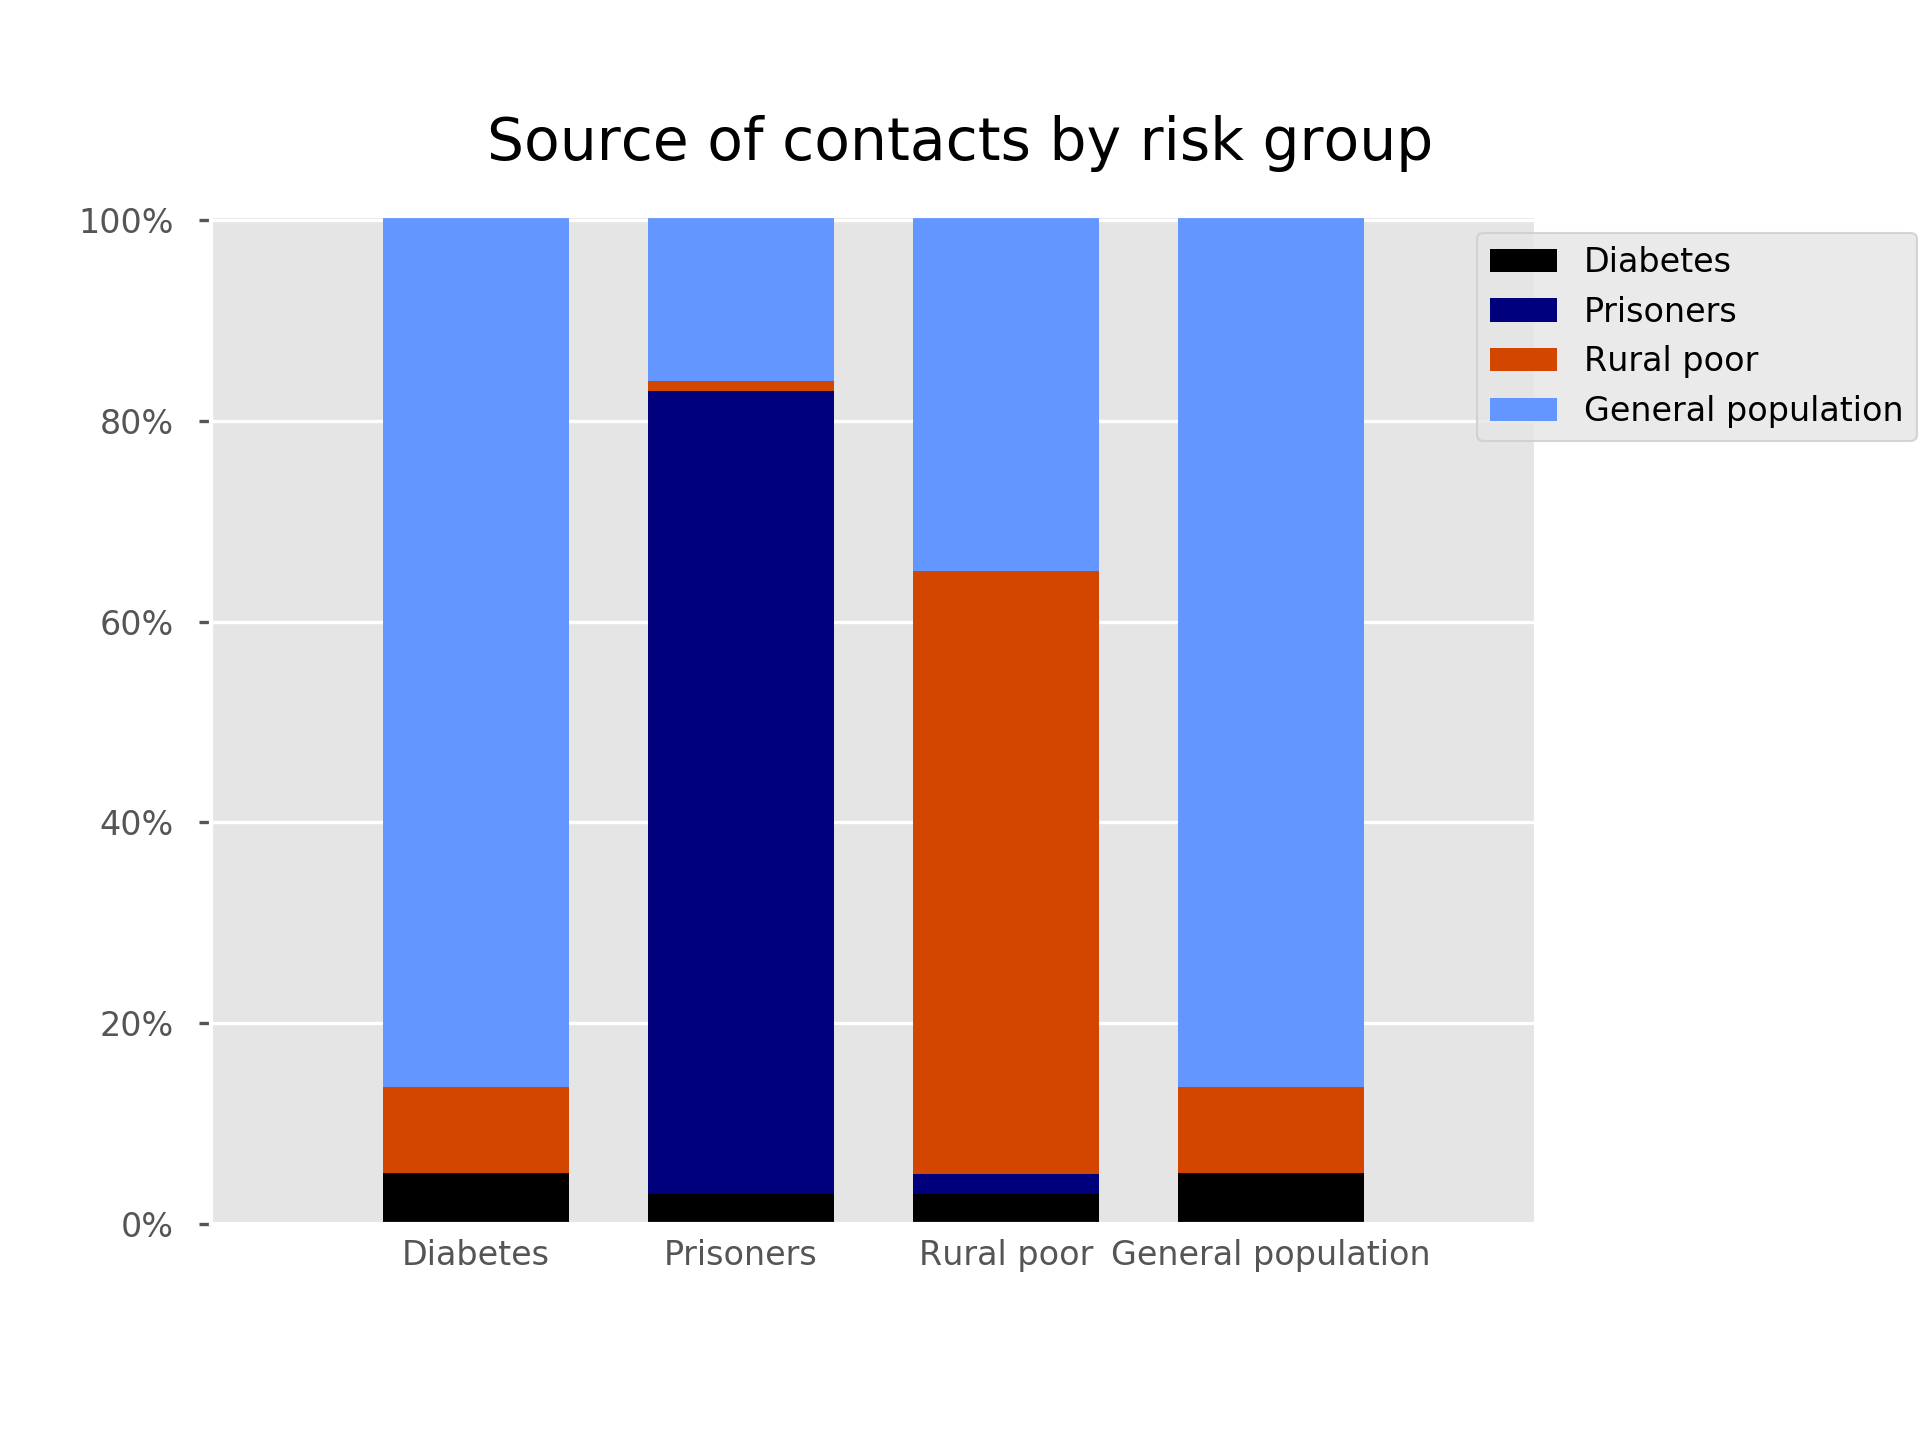 Source of contacts by risk group
100%
80%
60%
40%
20%
0%
Diabetes
Prisoners
Rural poor
General population
Diabetes
Prisoners
Rural poor
General population